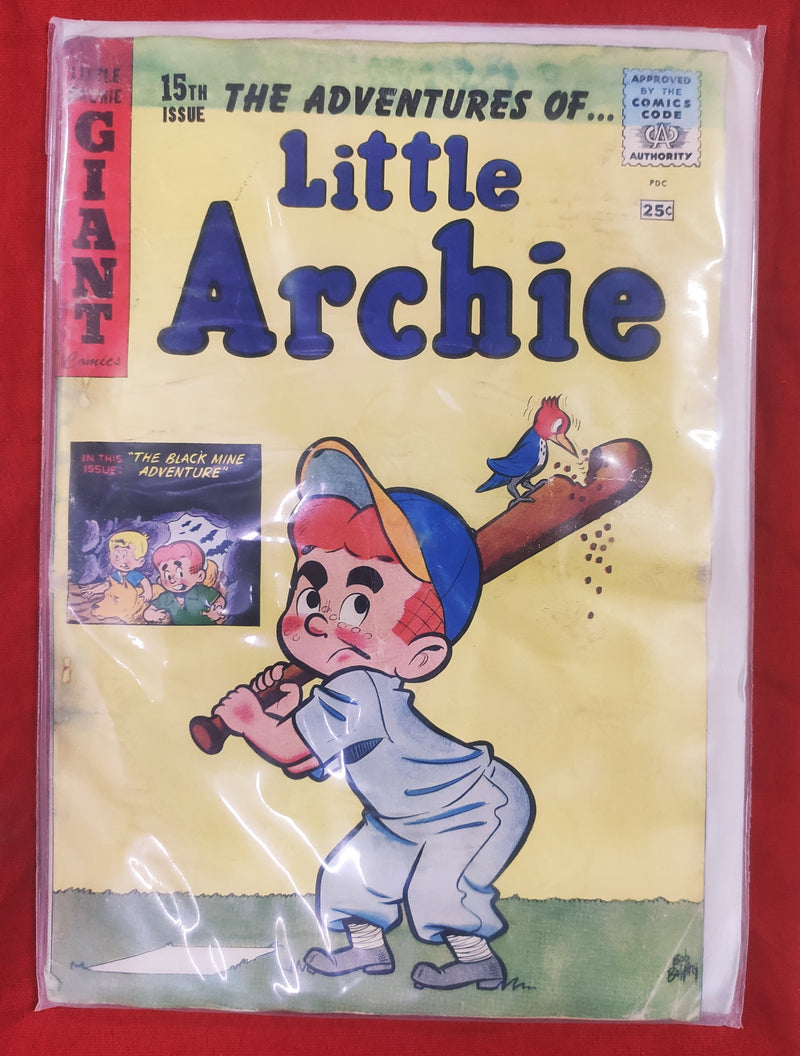 LITTLE
ARCHIE
GIANT
Comics
15TH
ISSUE
THE ADVENTURES OF...
Little
Archie
APPROVED
BY THE
COMICS
CODE
CA
AUTHORITY
PDC
25¢
IN THIS
ISSUE:
"THE BLACK MINE
ADVENTURE"
Bob
Bolling